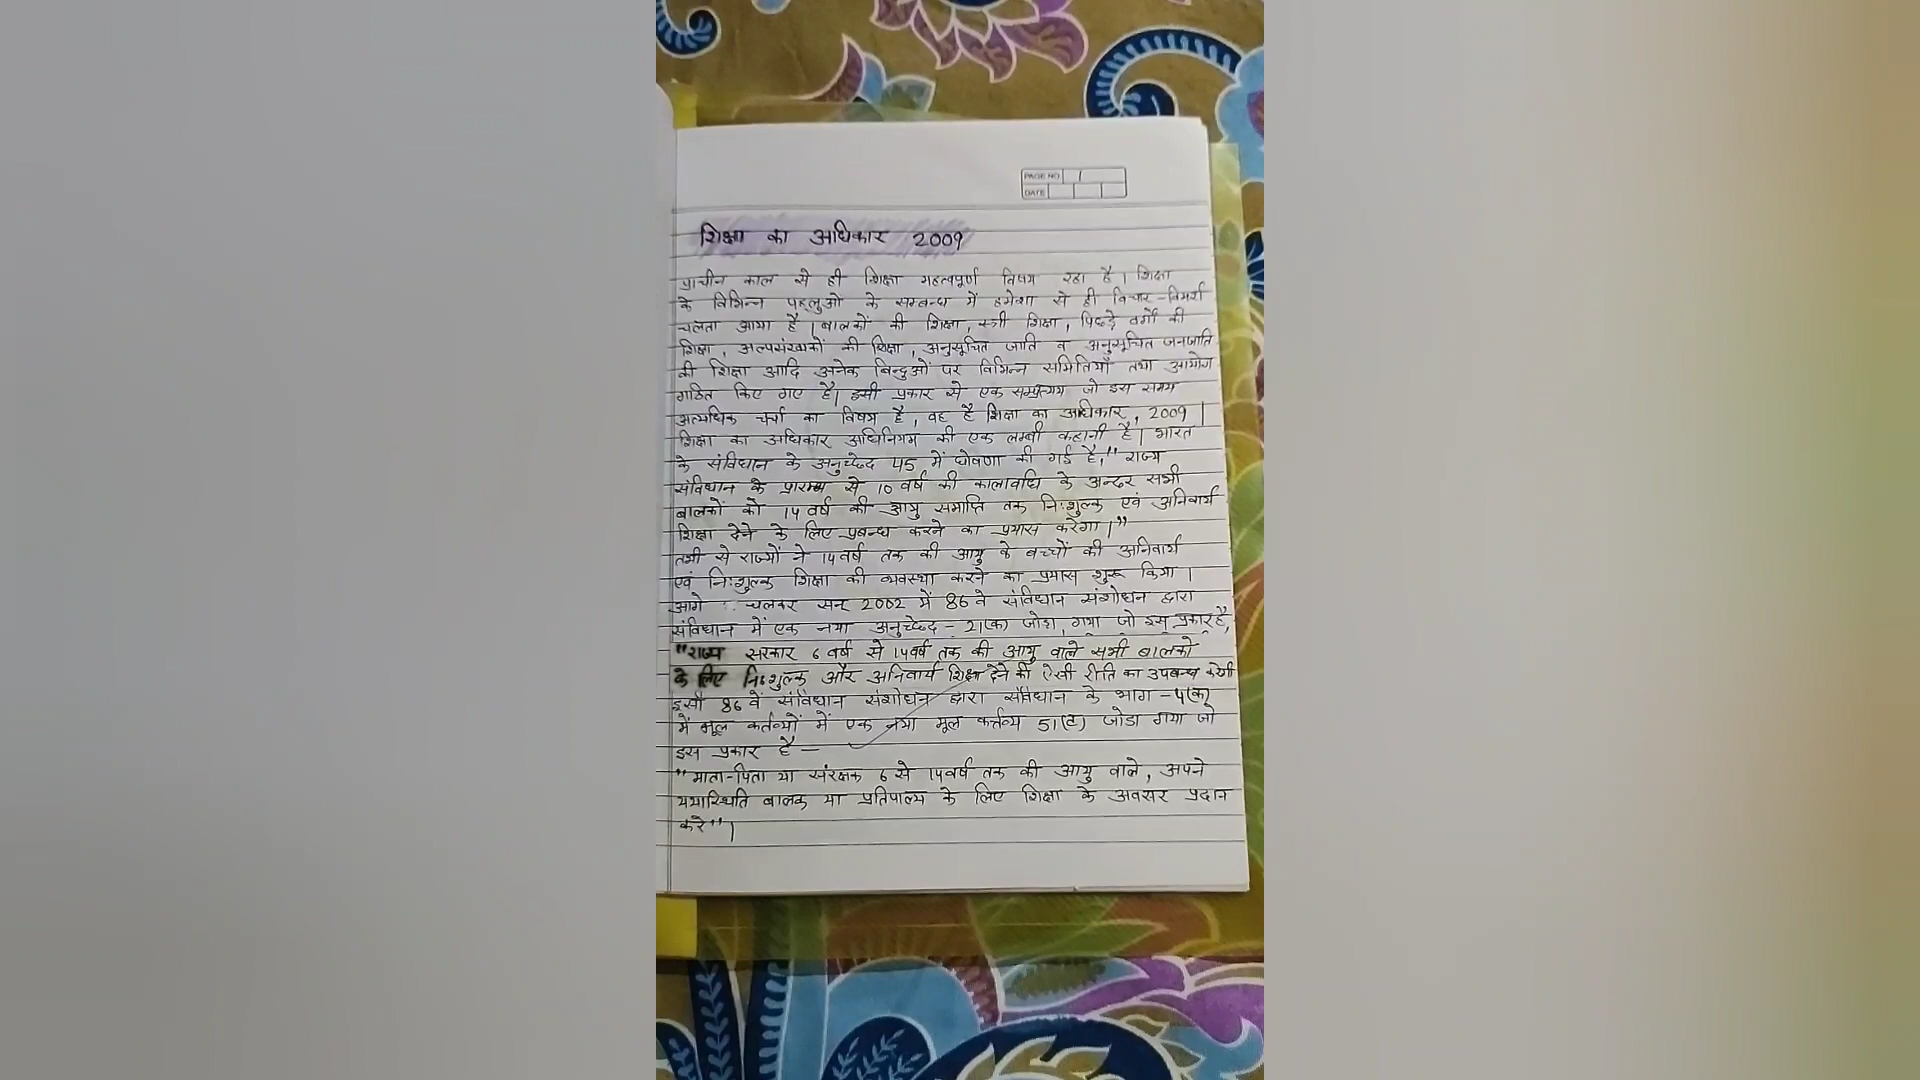 PAGE NO 1
DATE
शिक्षा का अधिकार 2009
प्राचीन काल से ही शिक्षा महत्वपूर्ण विषय रहा है। शिक्षा
के विभिन्न पहलुओं के सम्बन्ध में हमेशा से ही विचार-विमर्श
चलता आया है। बालकों की शिक्षा, स्त्री शिक्षा, पिछड़े वर्गों की
शिक्षा, अल्पसंख्यकों की शिक्षा, अनुसूचित जाति व अनुसूचित जनजाति
की शिक्षा आदि अनेक बिन्दुओं पर विभिन्न समितियाँ तथा आयोग
गठित किए गए है। इसी प्रकार से एक सम्प्रत्यय जो इस समय
अत्यधिक चर्चा का विषय है, वह है शिक्षा का अधिकार, 2009।
शिक्षा का अधिकार अधिनियम की एक लम्बी कहानी है। भारत
के संविधान के अनुच्छेद 45 में घोषणा की गई है, "राज्य
संविधान के प्रारम्भ से 10 वर्ष की कालावधि के अन्दर सभी
बालकों को 14 वर्ष की आयु समाप्ति तक निःशुल्क एवं अनिवार्य
शिक्षा देने के लिए प्रबन्ध करने का प्रयास करेगा।"
तभी से राज्यों ने 14 वर्ष तक की आयु के बच्चों की अनिवार्य
एवं निःशुल्क शिक्षा की व्यवस्था करने का प्रयास शुरू किया।
आगे चलकर सन् 2002 में 86 वे संविधान संशोधन द्वारा
संविधान में एक नया अनुच्छेद - 21(क) जोड़ा गया जो इस प्रकार है,
"राज्य सरकार 6 वर्ष से 14 वर्ष तक की आयु वाले सभी बालको
के लिए निःशुल्क और अनिवार्य शिक्षा देने की ऐसी रीति का उपबन्ध करेगी
इसी 86 वें संविधान संशोधन द्वारा संविधान के भाग - 4(क)
में मूल कर्तव्यों में एक नया मूल कर्त्तव्य 51(ट) जोडा गया जो
इस प्रकार है —
"माता-पिता या संरक्षक 6 से 14 वर्ष तक की आयु वाले, अपने
यथास्थिति बालक या प्रतिपाल्य के लिए शिक्षा के अवसर प्रदान
करे"।